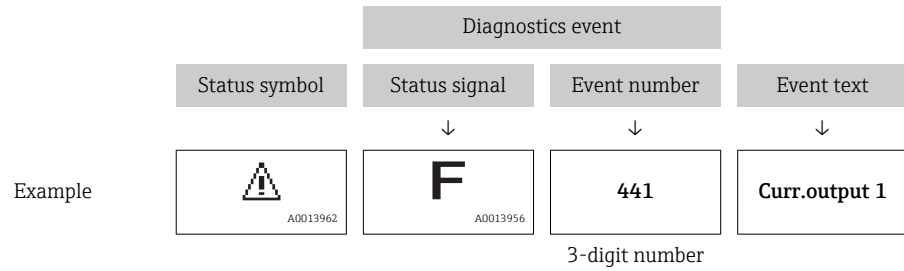 Diagnostics event
Status symbol Status signal Event number Event text
↓ ↓ ↓
Example F 441 Curr.output 1
A0013962 A0013956
3-digit number